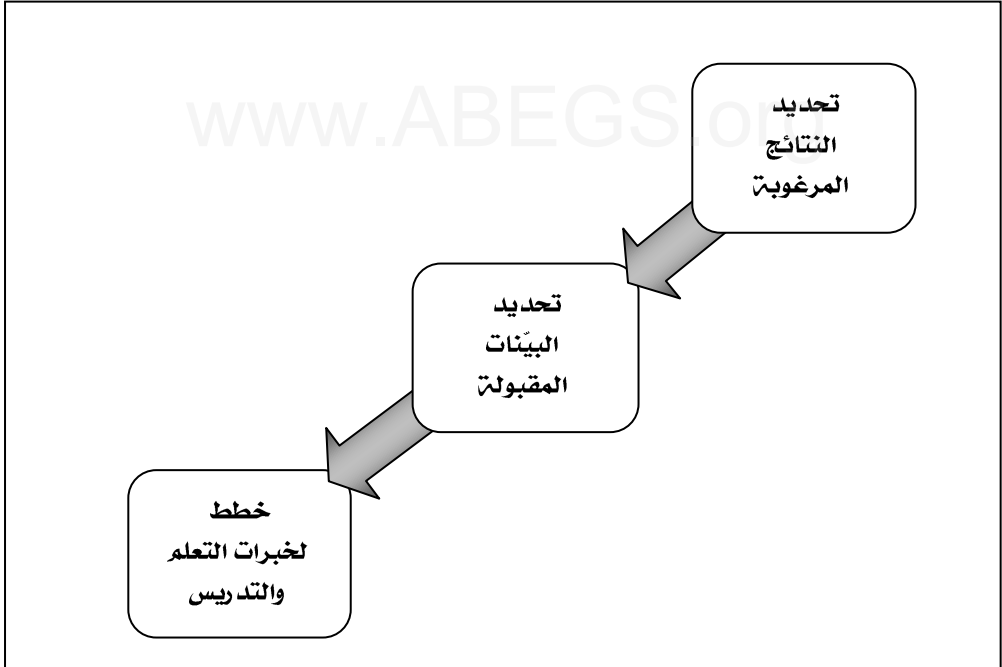 www.ABEGS.org
تحديد
النتائج
المرغوبة
تحديد
البيّنات
المقبولة
خطط
لخبرات التعلم
والتدريس